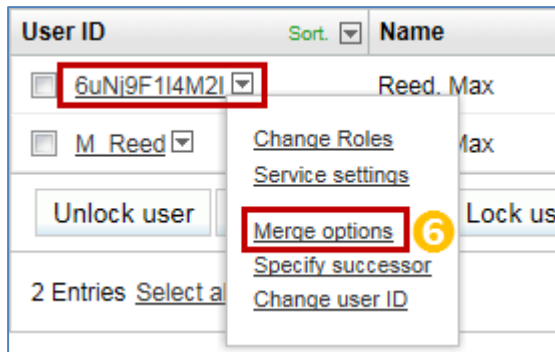 User ID Sort. Name
6uNj9F1I4M2I Reed, Max
M_Reed Max
Change Roles
Service settings
Unlock user Lock us
Merge options 6
Specify successor
2 Entries Select al
Change user ID